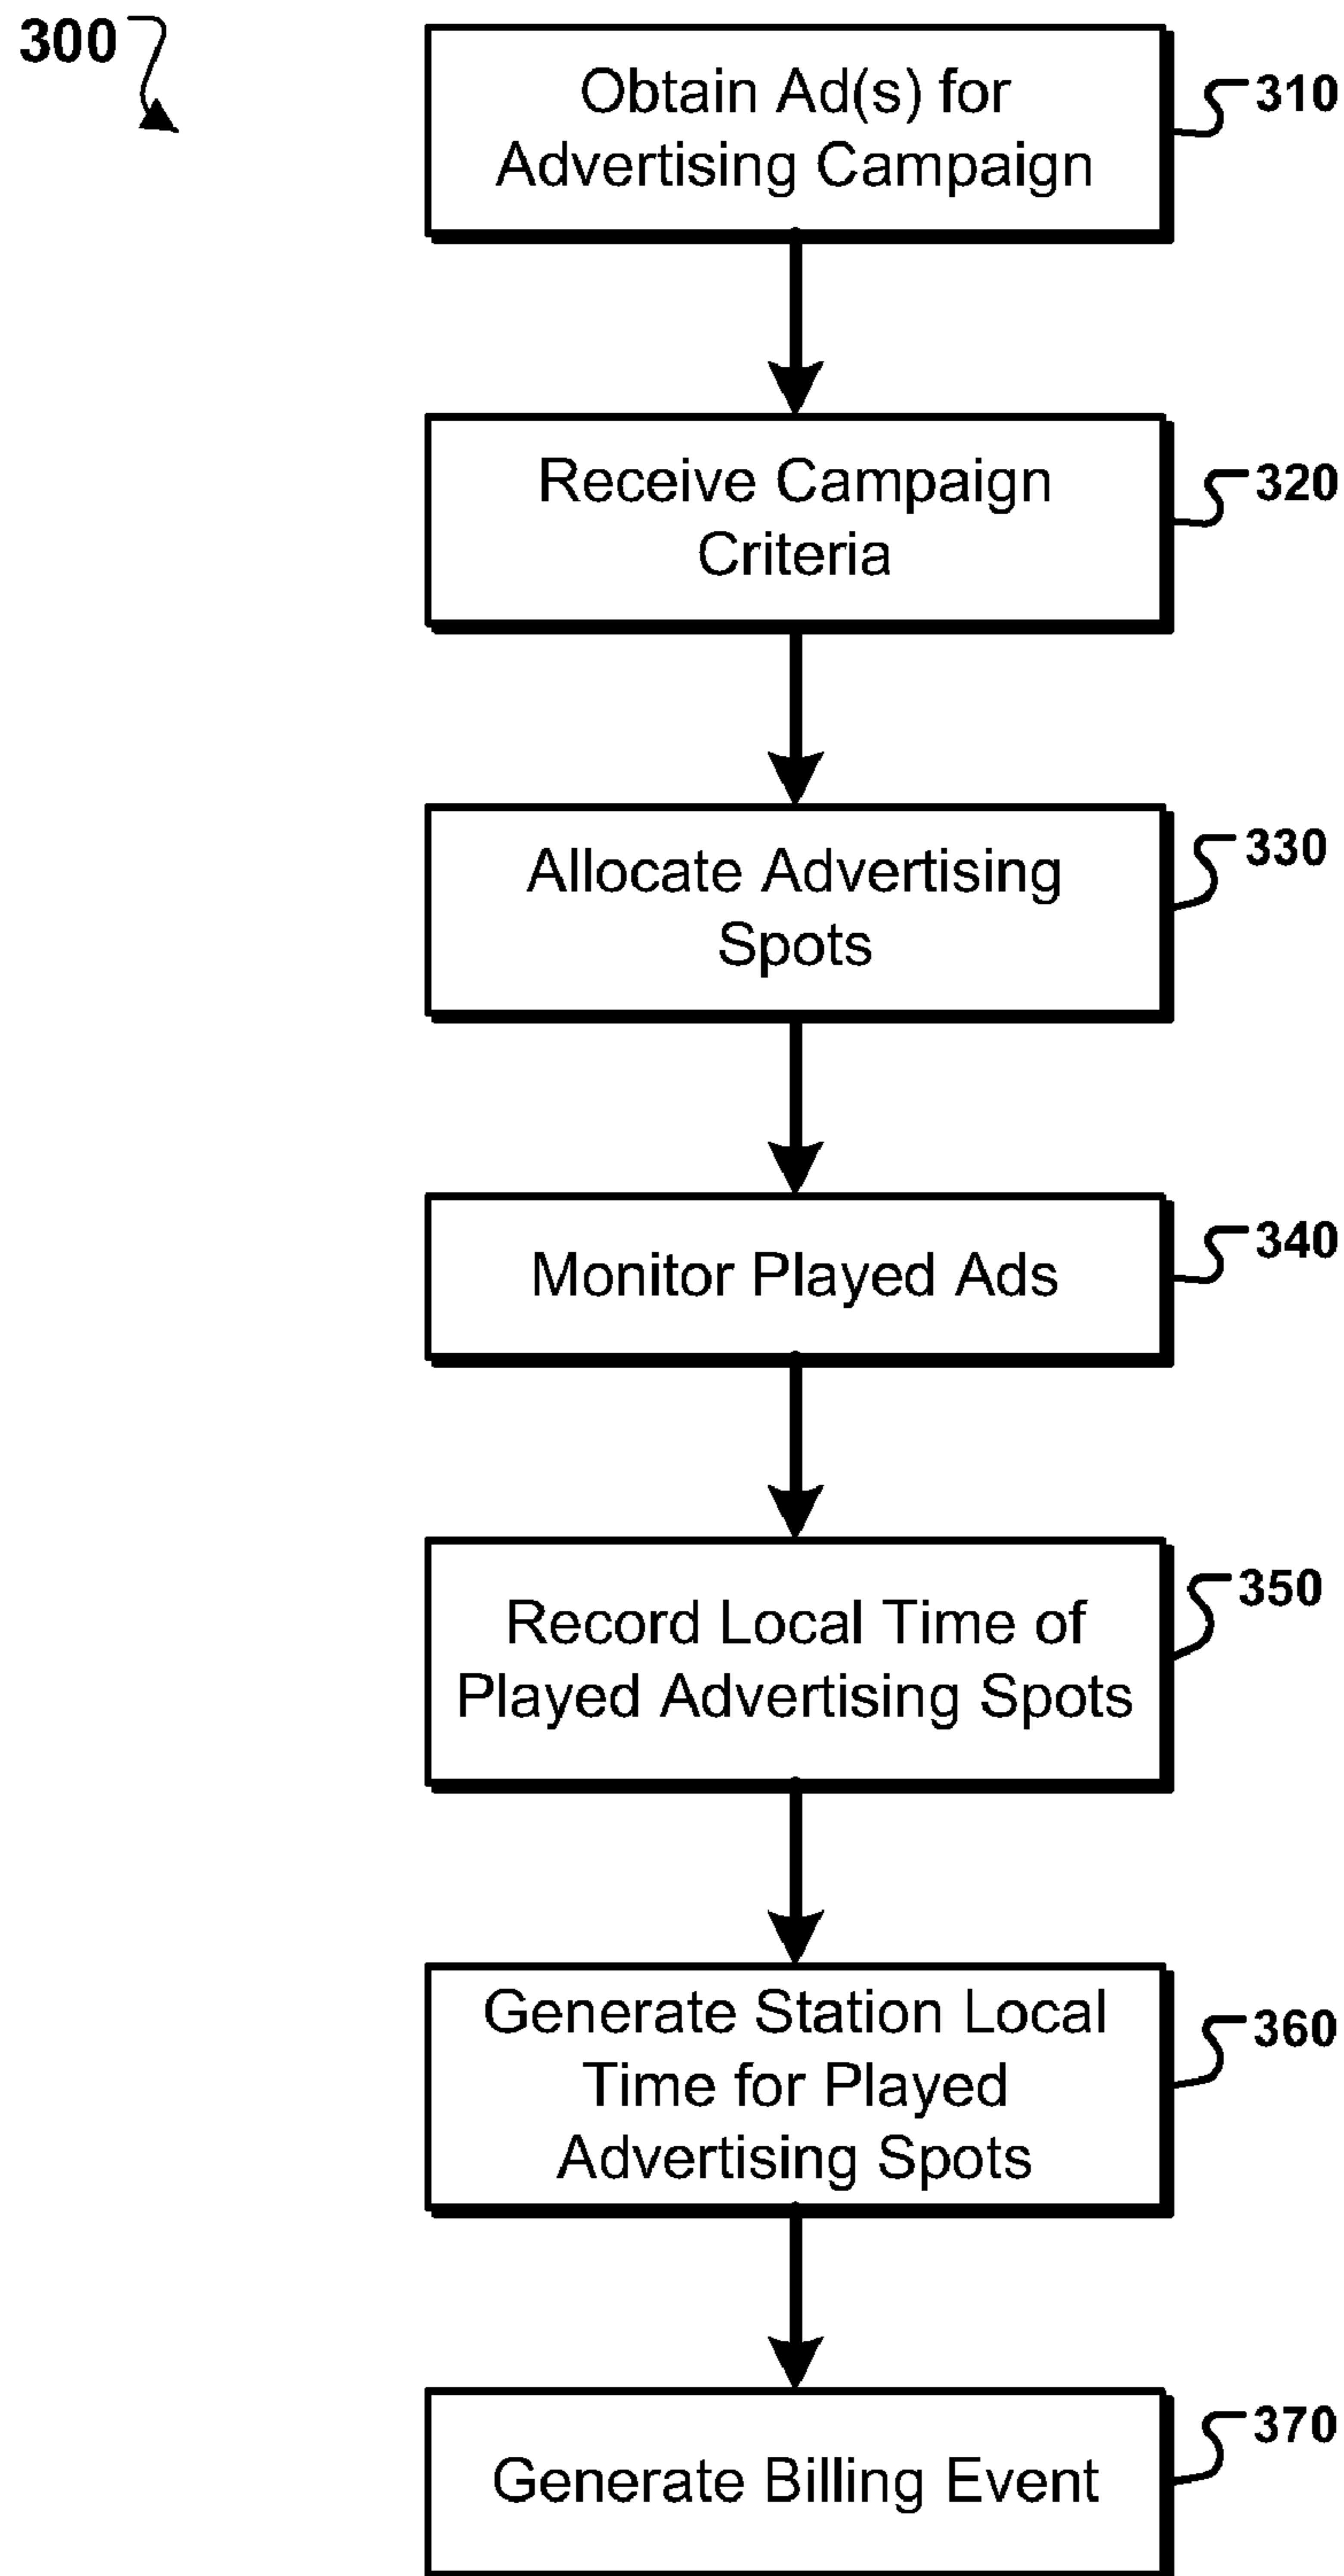 300
Obtain Ad(s) for
Advertising Campaign
310
Receive Campaign
Criteria
320
Allocate Advertising
Spots
330
Monitor Played Ads
340
Record Local Time of
Played Advertising Spots
350
Generate Station Local
Time for Played
Advertising Spots
360
Generate Billing Event
370